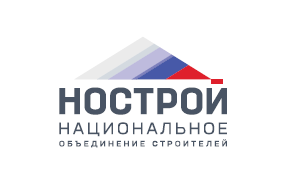 НОСТРОЙ
НАЦИОНАЛЬНОЕ
ОБЪЕДИНЕНИЕ СТРОИТЕЛЕЙ